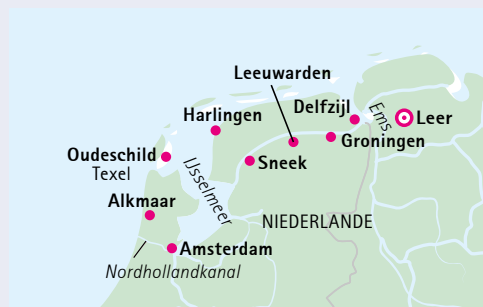 Leeuwarden
Delfzijl
Ems
Leer
Harlingen
Groningen
Oudeschild
Texel
IJsselmeer
Sneek
Alkmaar
NIEDERLANDE
Amsterdam
Nordhollandkanal